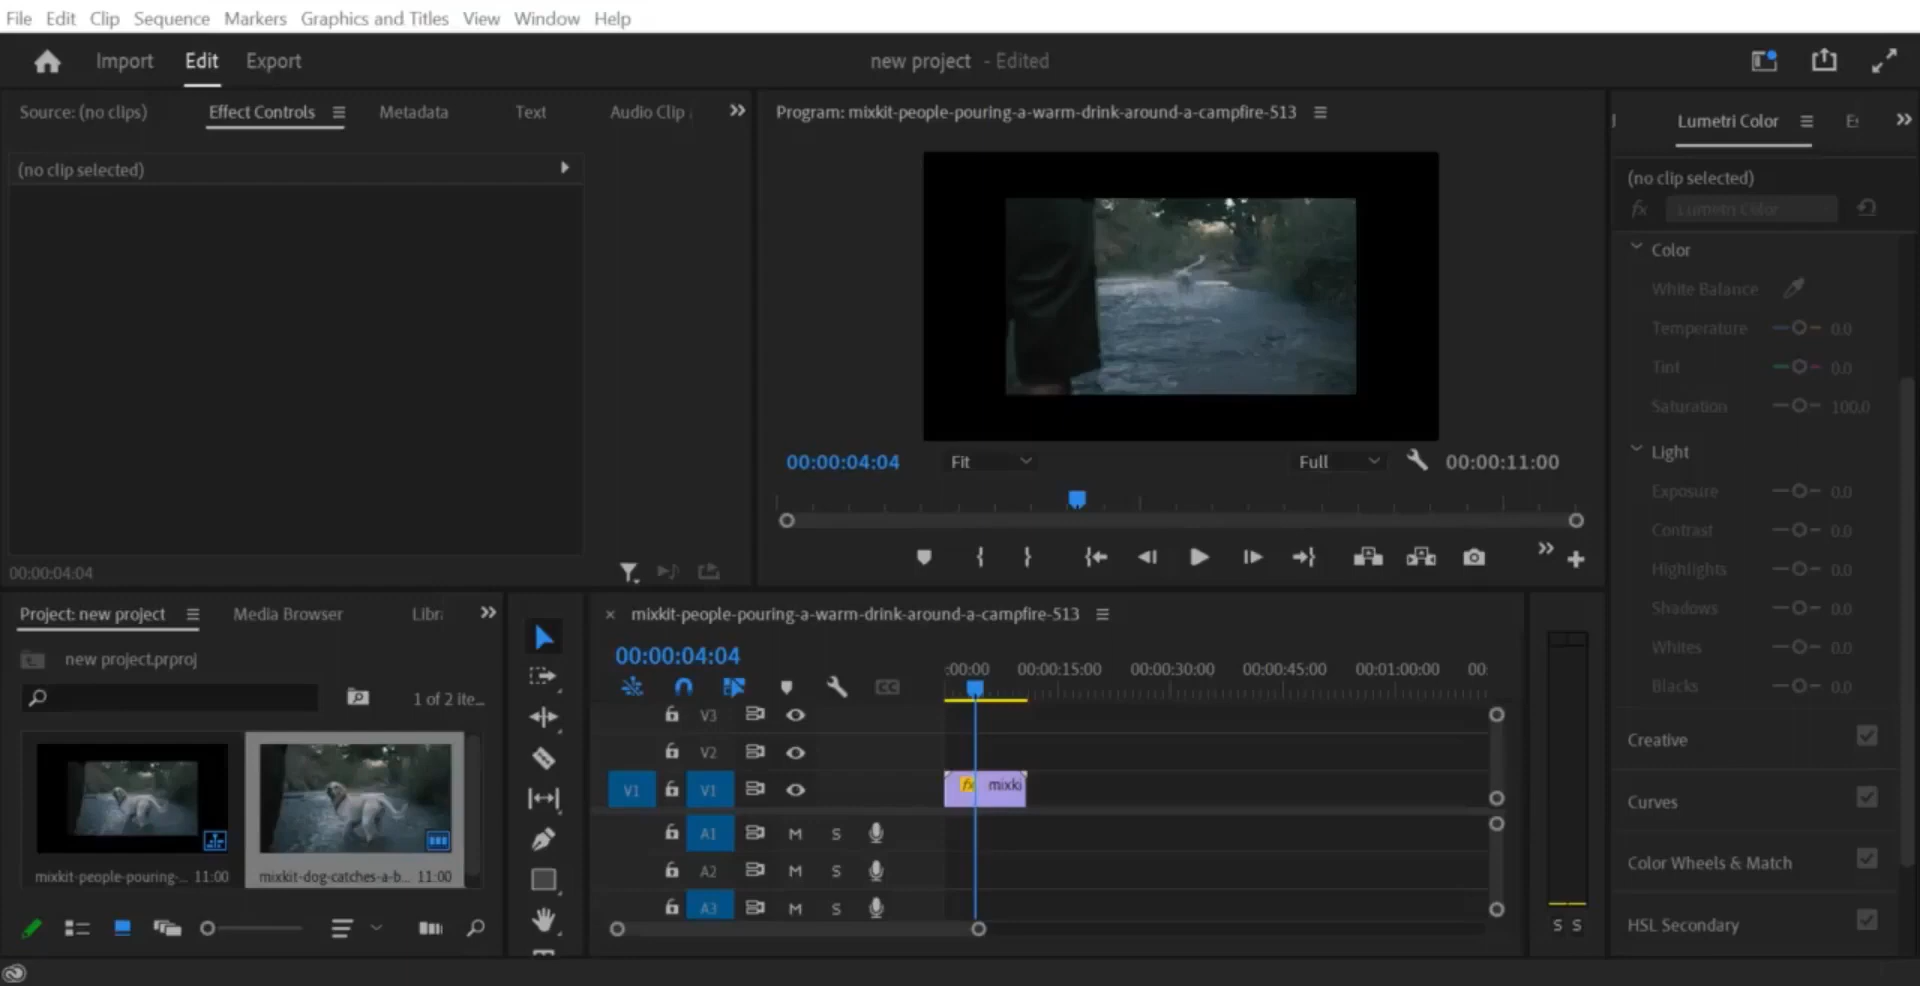 File Edit Clip Sequence Markers Graphics and Titles View Window Help
Import Edit Export
new project - Edited
Source: (no clips) Effect Controls Metadata Text Audio Clip
Program: mixkit-people-pouring-a-warm-drink-around-a-campfire-513
Lumetri Color
(no clip selected)
(no clip selected)
fx Lumetri Color
Color
White Balance
Temperature 0.0
Tint 0.0
Saturation 100.0
Light
Exposure 0.0
Contrast 0.0
Highlights 0.0
Shadows 0.0
Whites 0.0
Blacks 0.0
Creative
Curves
Color Wheels & Match
HSL Secondary
00:00:04:04 Fit Full 00:00:11:00
00:00:04:04
Project: new project Media Browser Libr
new project.prproj
1 of 2 ite...
mixkit-people-pouring-... 11:00 mixkit-dog-catches-a-b... 11:00
mixkit-people-pouring-a-warm-drink-around-a-campfire-513
00:00:04:04
:00:00 00:00:15:00 00:00:30:00 00:00:45:00 00:01:00:00 00:
CC
V3
V2
V1 V1 fx mixki
A1 M S
A2 M S
A3 M S
S S